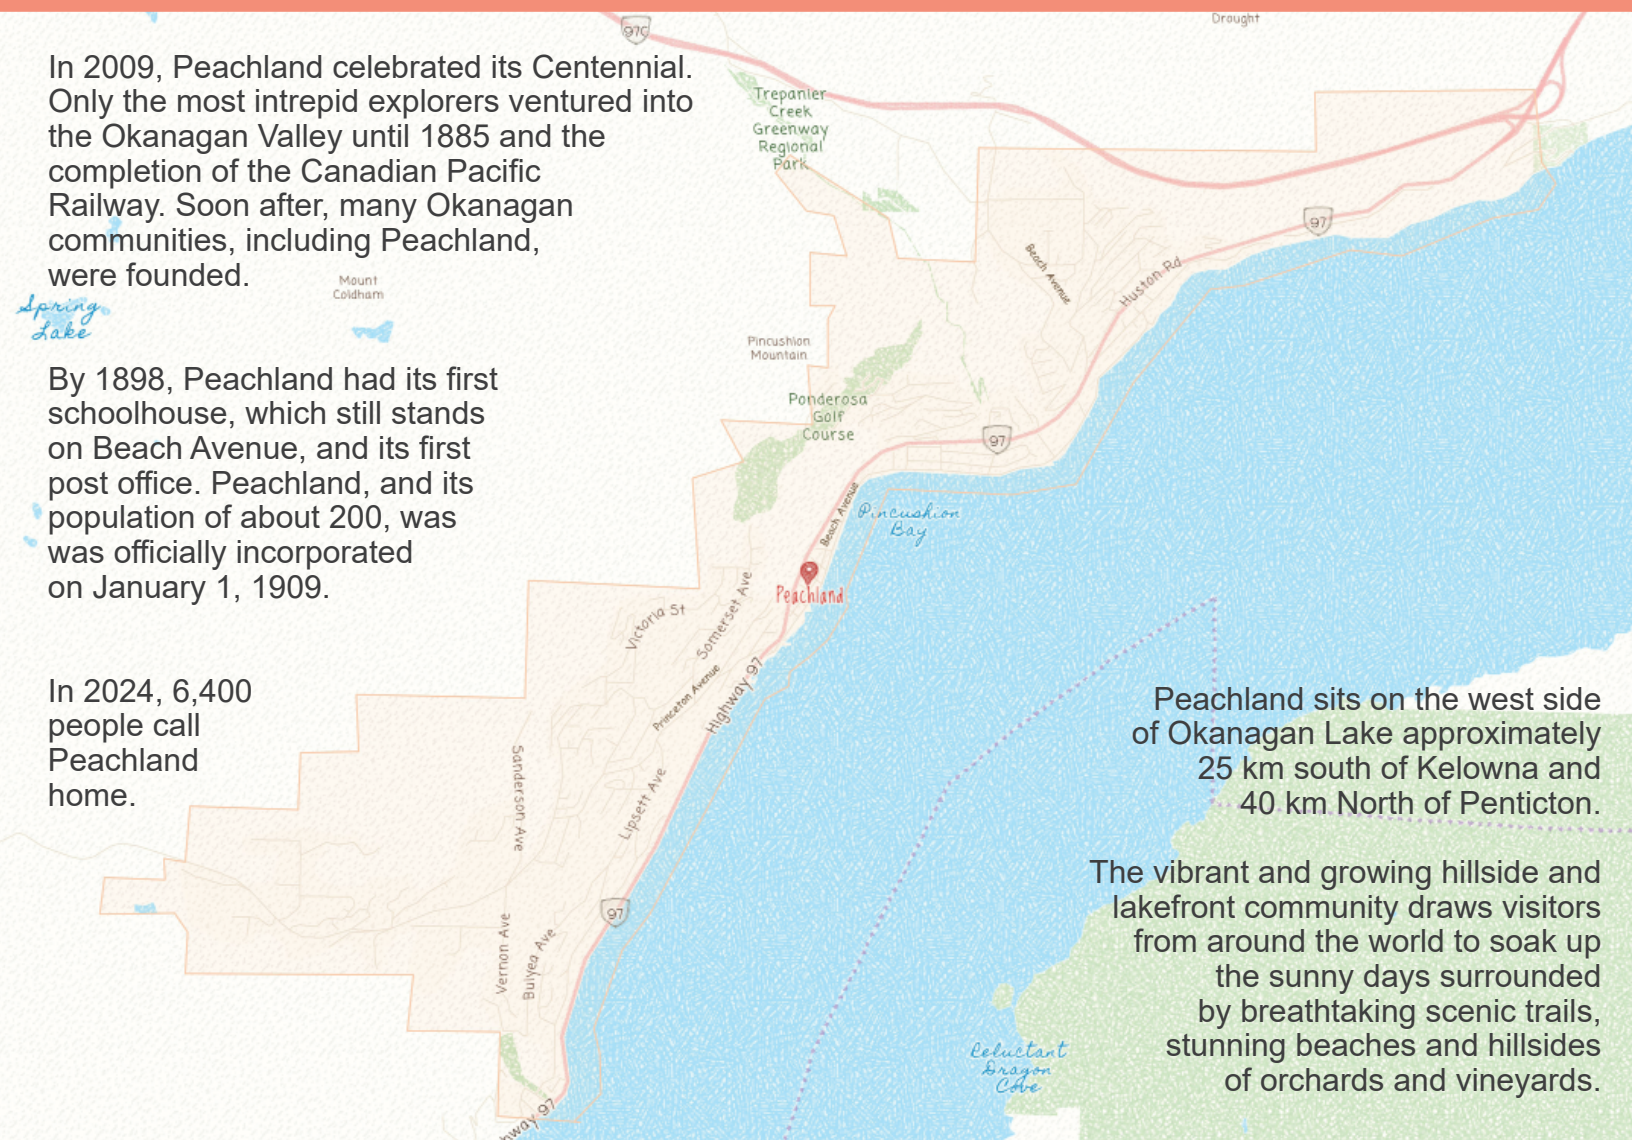 97C
Drought
In 2009, Peachland celebrated its Centennial.
Only the most intrepid explorers ventured into
the Okanagan Valley until 1885 and the
completion of the Canadian Pacific
Railway. Soon after, many Okanagan
communities, including Peachland,
were founded.
Trepanier
Creek
Greenway
Regional
Park
97
Beach Avenue
Huston Rd
Mount
Coldham
Spring
Lake
Pincushion
Mountain
By 1898, Peachland had its first
schoolhouse, which still stands
on Beach Avenue, and its first
post office. Peachland, and its
population of about 200, was
was officially incorporated
on January 1, 1909.
Ponderosa
Golf
Course
97
Beach Avenue
Pincushion
Bay
Peachland
Victoria St
Somerset Ave
Princeton Avenue
Highway 97
In 2024, 6,400
people call
Peachland
home.
Sanderson Ave
Lipsett Ave
97
Vernon Ave
Bulyea Ave
hway 97
Peachland sits on the west side
of Okanagan Lake approximately
25 km south of Kelowna and
40 km North of Penticton.
The vibrant and growing hillside and
lakefront community draws visitors
from around the world to soak up
the sunny days surrounded
by breathtaking scenic trails,
stunning beaches and hillsides
of orchards and vineyards.
Reluctant
Dragon
Cove